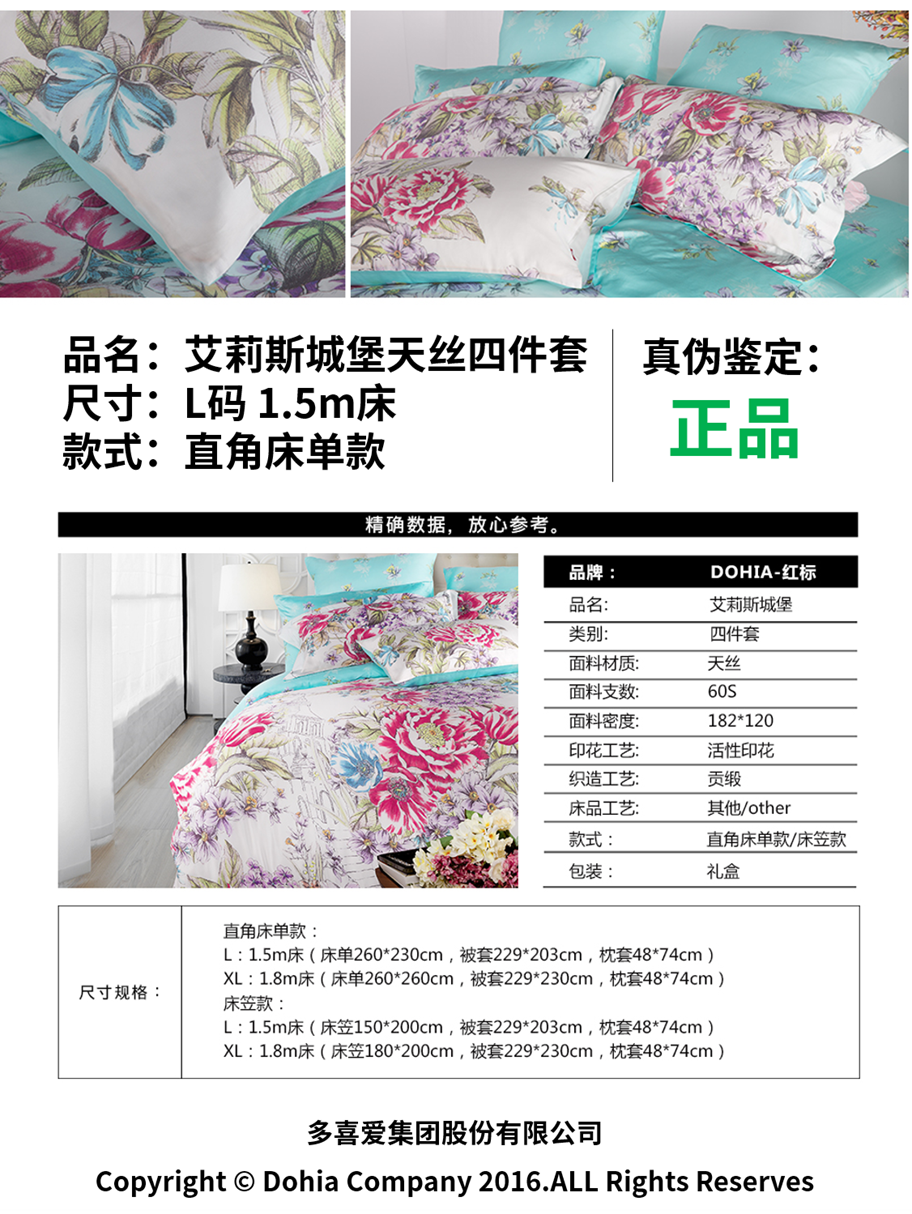 品名：艾莉斯城堡天丝四件套
尺寸：L码 1.5m床
款式：直角床单款
真伪鉴定：
正品
精确数据，放心参考。
品牌： DOHIA-红标
品名: 艾莉斯城堡
类别: 四件套
面料材质: 天丝
面料支数: 60S
面料密度: 182*120
印花工艺: 活性印花
织造工艺: 贡缎
床品工艺: 其他/other
款式： 直角床单款/床笠款
包装： 礼盒
尺寸规格：
直角床单款：
L：1.5m床（床单260*230cm，被套229*203cm，枕套48*74cm）
XL：1.8m床（床单260*260cm，被套229*230cm，枕套48*74cm）
床笠款：
L：1.5m床（床笠150*200cm，被套229*203cm，枕套48*74cm）
XL：1.8m床（床笠180*200cm，被套229*230cm，枕套48*74cm）
多喜爱集团股份有限公司
Copyright © Dohia Company 2016.ALL Rights Reserves